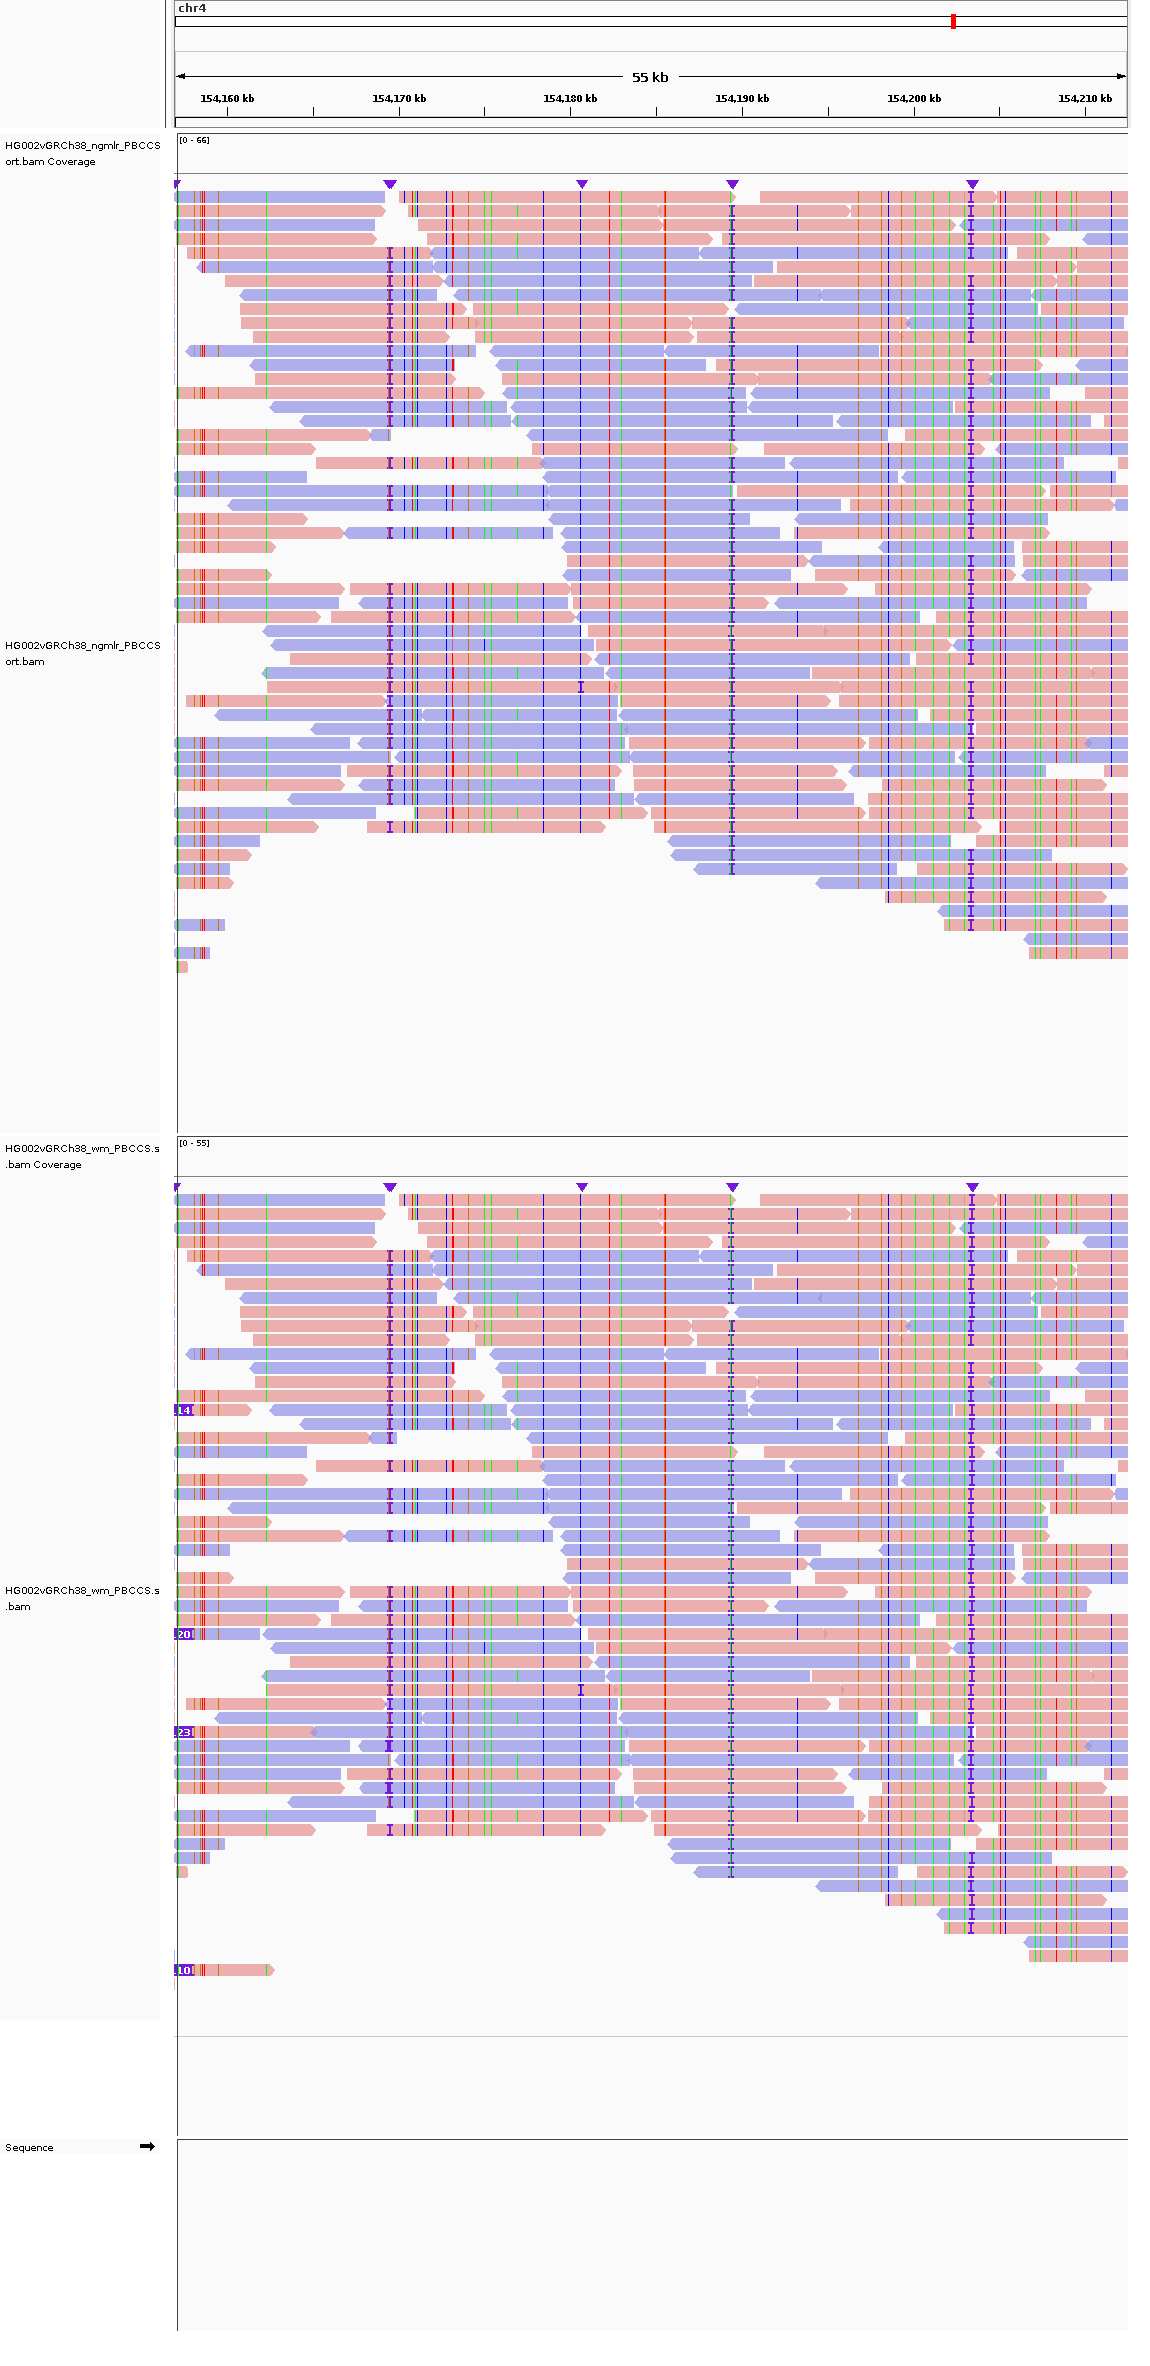 chr4
55 kb
154,160 kb 154,170 kb 154,180 kb 154,190 kb 154,200 kb 154,210 kb
HG002vGRCh38_ngmlr_PBCCS
ort.bam Coverage
[0 - 66]
HG002vGRCh38_ngmlr_PBCCS
ort.bam
HG002vGRCh38_wm_PBCCS.s
.bam Coverage
[0 - 55]
14
HG002vGRCh38_wm_PBCCS.s
.bam
20
23
10
Sequence